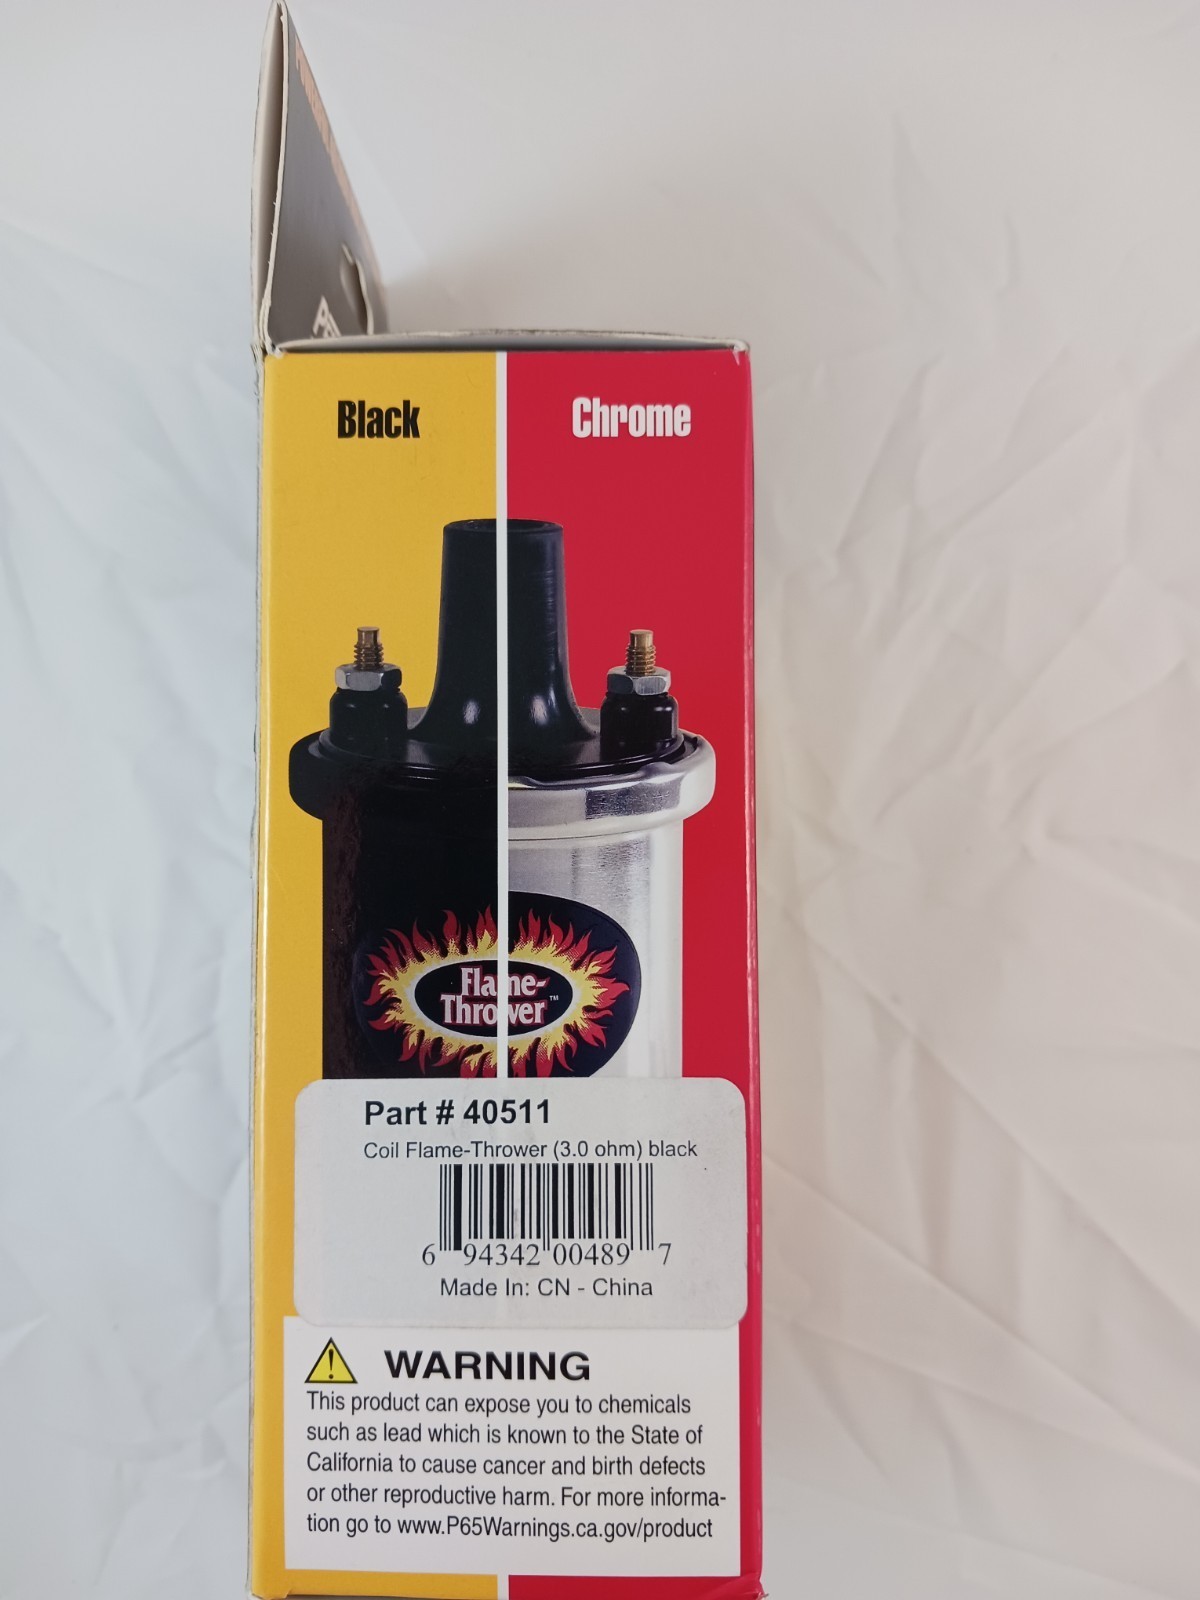 Black
Chrome
Flame-
Thrower™
Part # 40511
Coil Flame-Thrower (3.0 ohm) black
6 94342 00489 7
Made In: CN - China
WARNING
This product can expose you to chemicals
such as lead which is known to the State of
California to cause cancer and birth defects
or other reproductive harm. For more informa-
tion go to www.P65Warnings.ca.gov/product